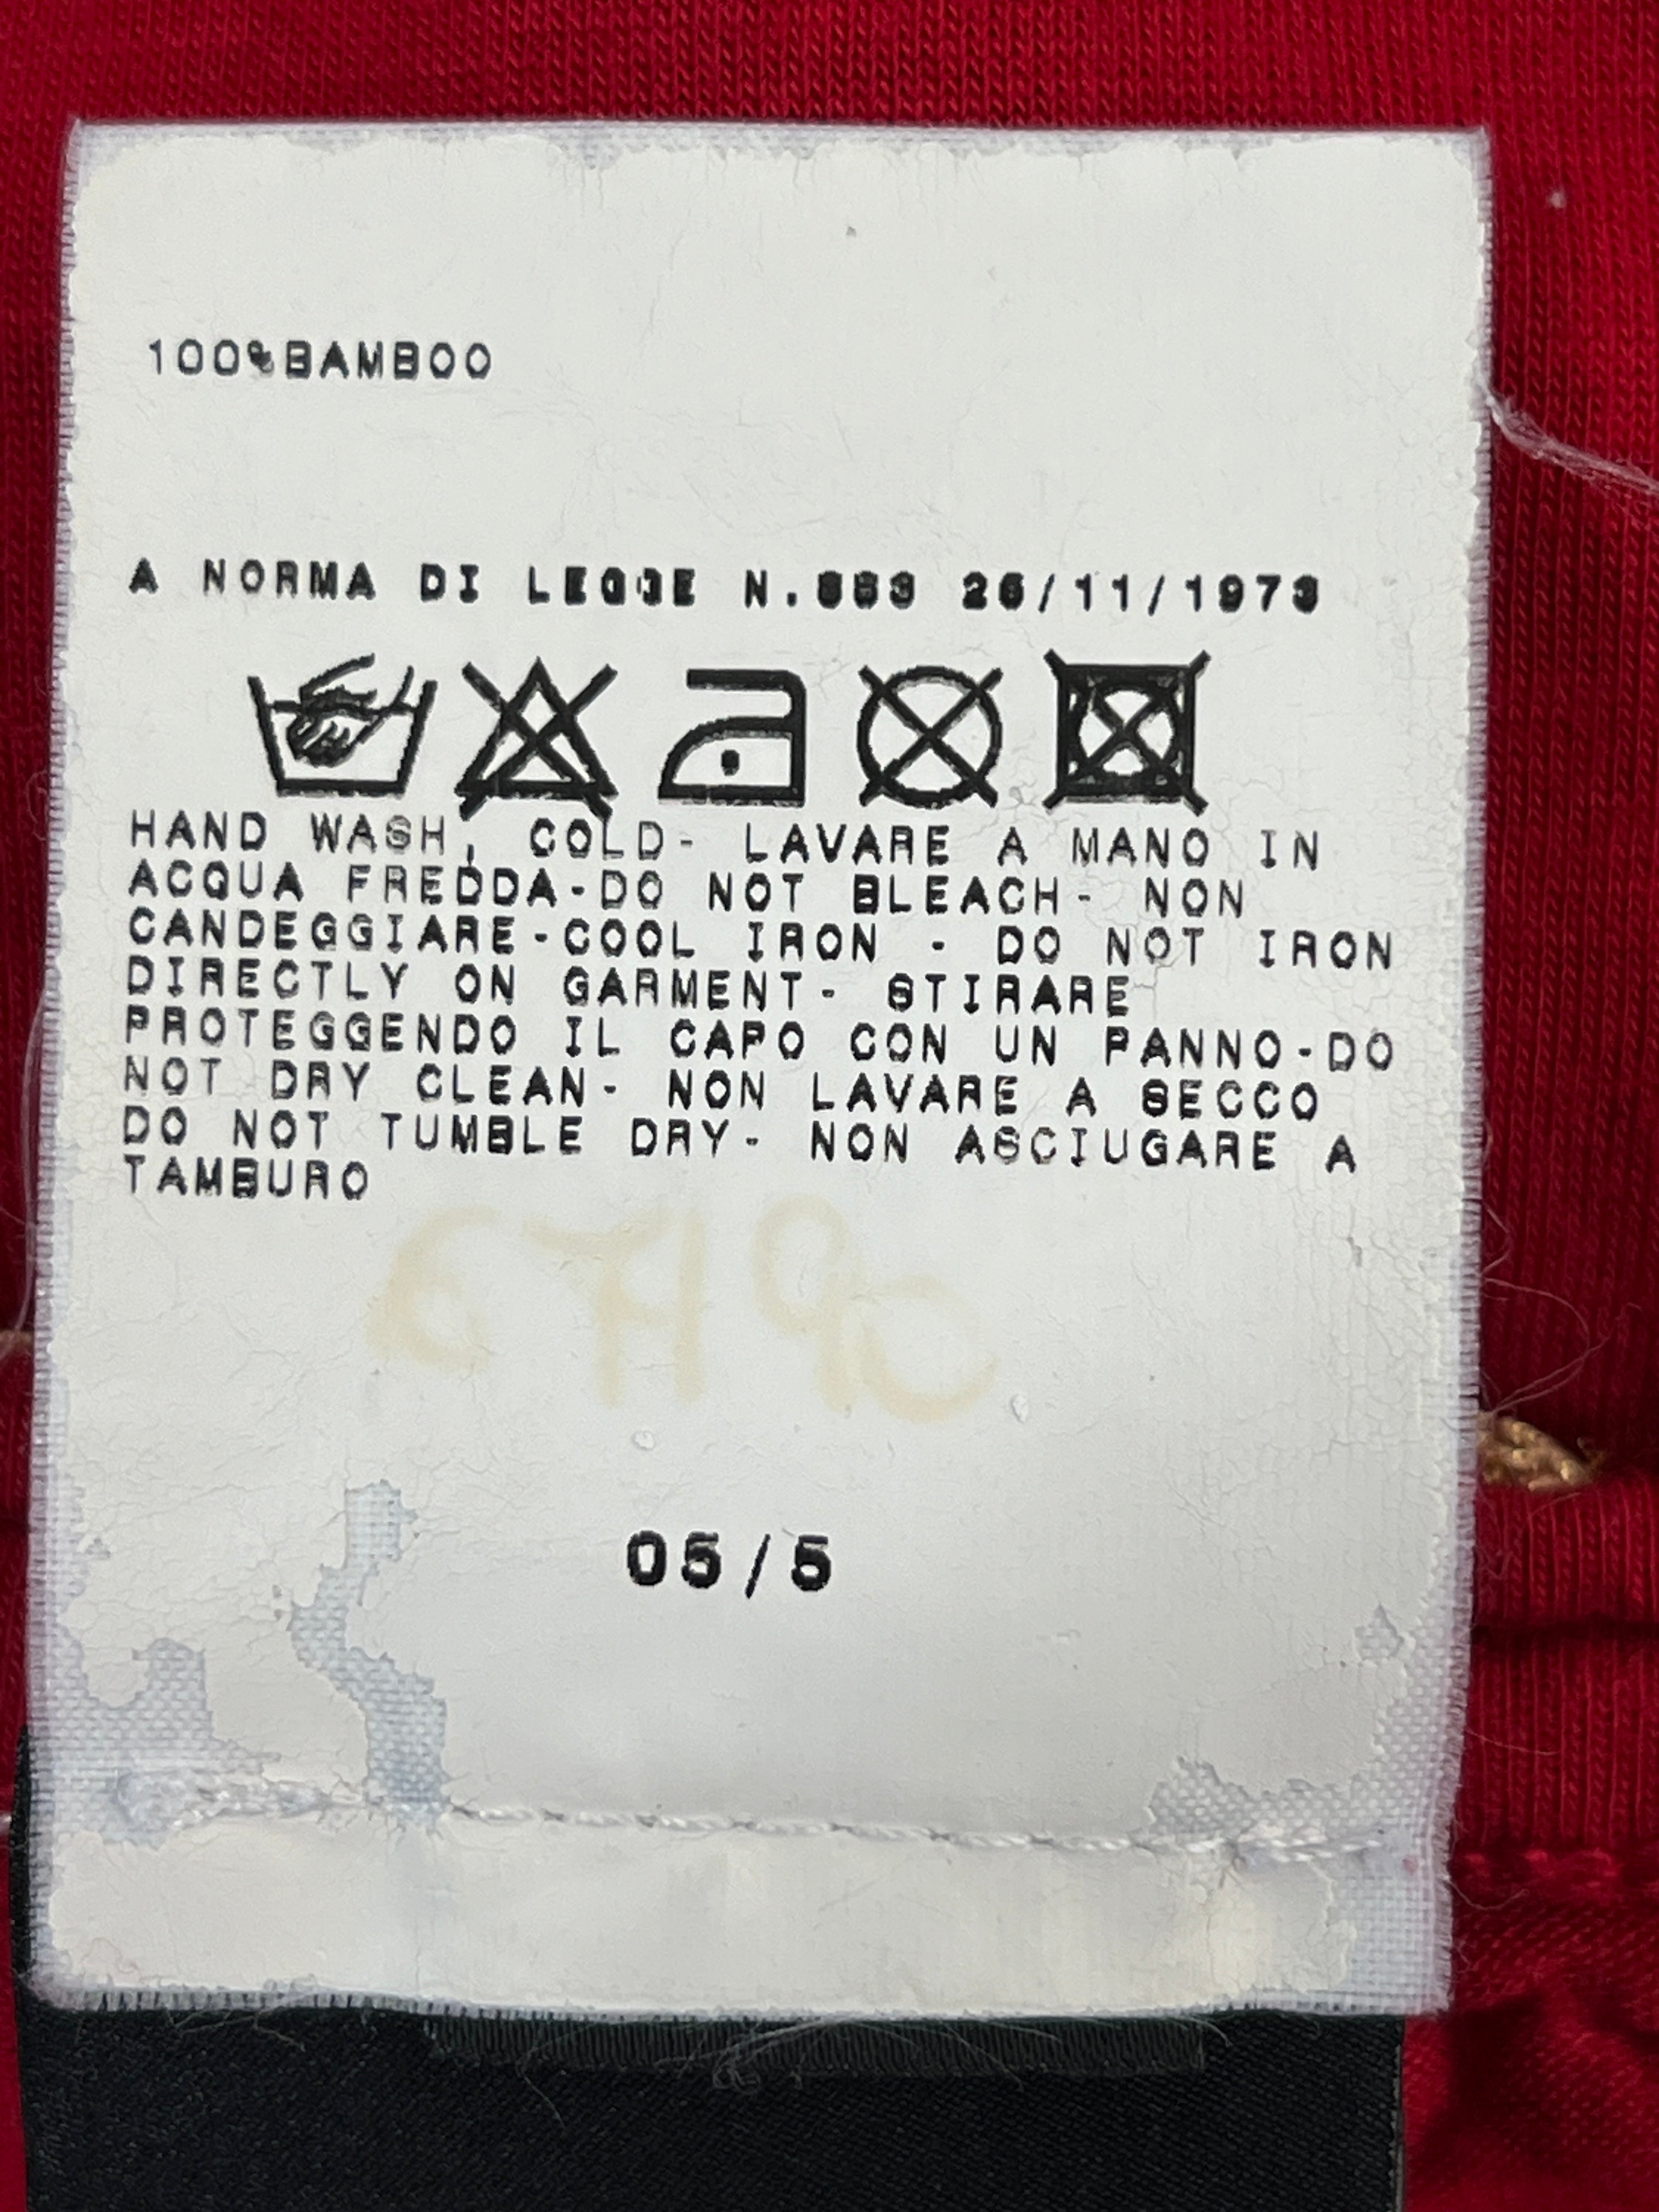 100%BAMBOO
A NORMA DI LEGGE N.883 26/11/1973
HAND WASH, COLD- LAVARE A MANO IN
ACQUA FREDDA-DO NOT BLEACH- NON
CANDEGGIARE-COOL IRON - DO NOT IRON
DIRECTLY ON GARMENT- STIRARE
PROTEGGENDO IL CAPO CON UN PANNO-DO
NOT DRY CLEAN- NON LAVARE A SECCO
DO NOT TUMBLE DRY- NON ASCIUGARE A
TAMBURO
05/5